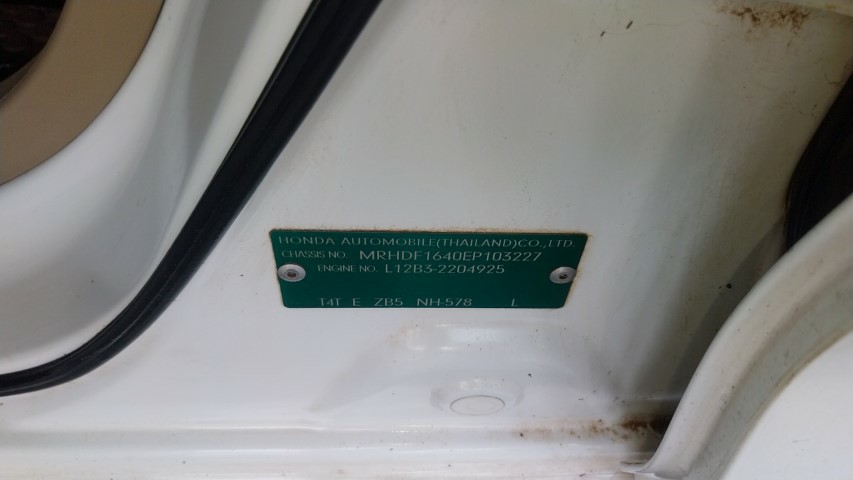 HONDA AUTOMOBILE(THAILAND)CO.,LTD.
CHASSIS NO. MRHDF1640EP103227
ENGINE NO. L12B3-2204925
T4T E ZB5 NH-578 L